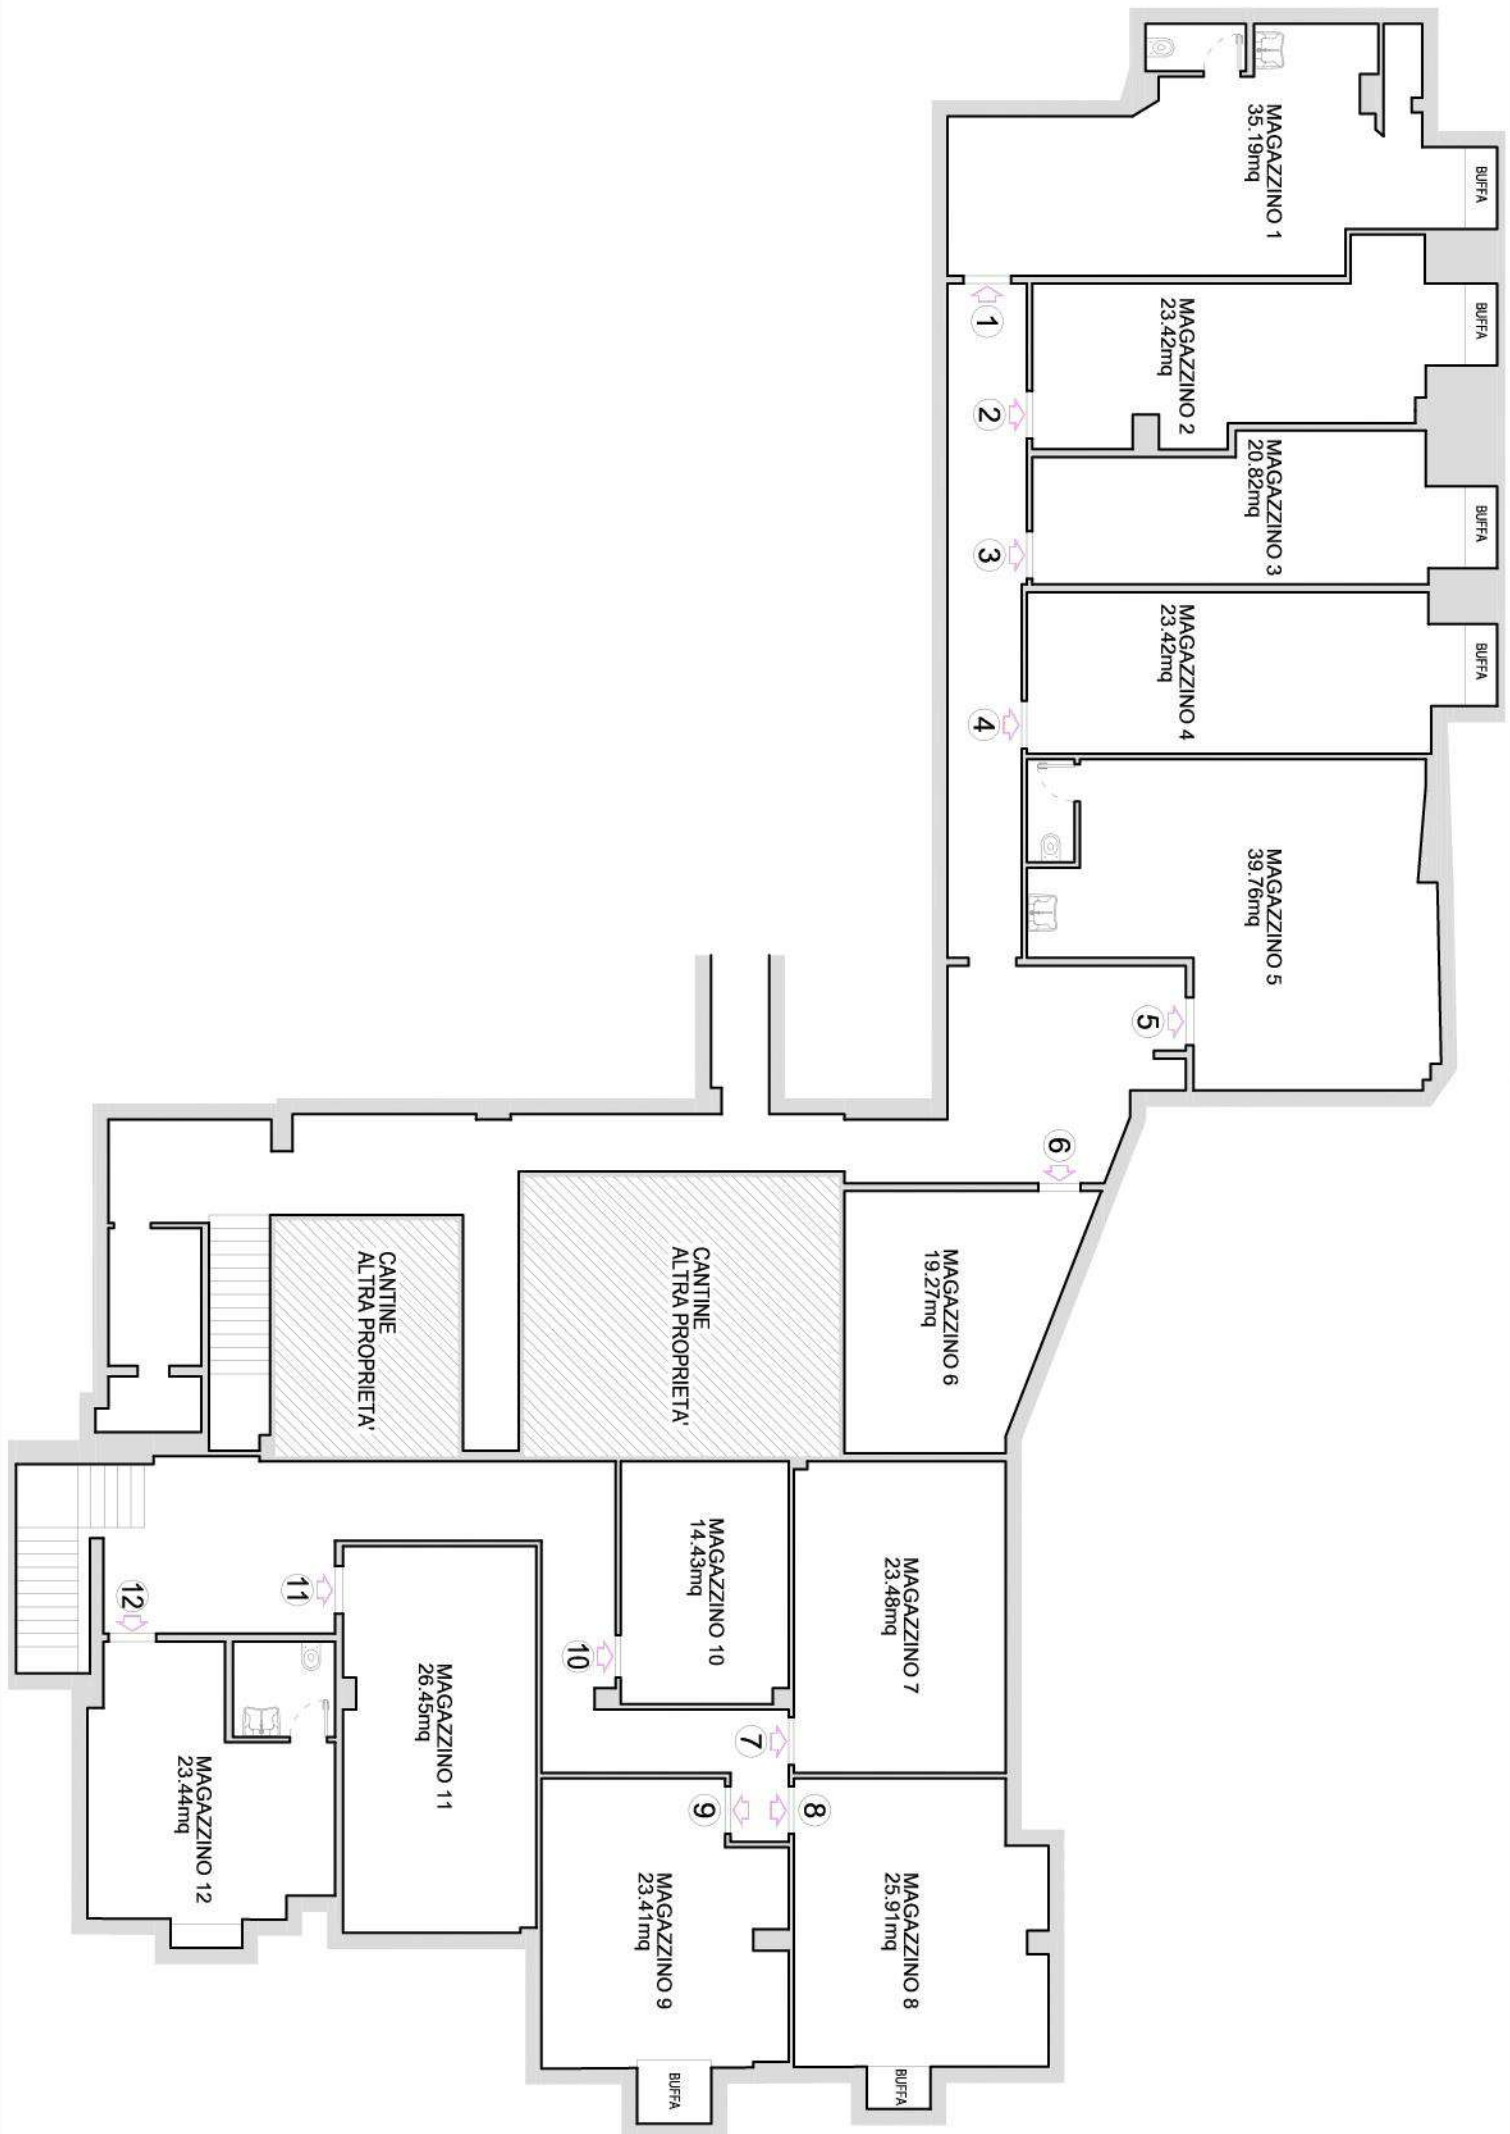 MAGAZZINO 1
35.19mq
BUFFA
1
MAGAZZINO 2
23.42mq
BUFFA
2
MAGAZZINO 3
20.82mq
BUFFA
3
MAGAZZINO 4
23.42mq
BUFFA
4
MAGAZZINO 5
39.76mq
5
6
MAGAZZINO 6
19.27mq
CANTINE
ALTRA PROPRIETA'
CANTINE
ALTRA PROPRIETA'
MAGAZZINO 7
23.48mq
7
MAGAZZINO 10
14.43mq
10
11
MAGAZZINO 11
26.45mq
12
MAGAZZINO 12
23.44mq
8
MAGAZZINO 8
25.91mq
BUFFA
9
MAGAZZINO 9
23.41mq
BUFFA